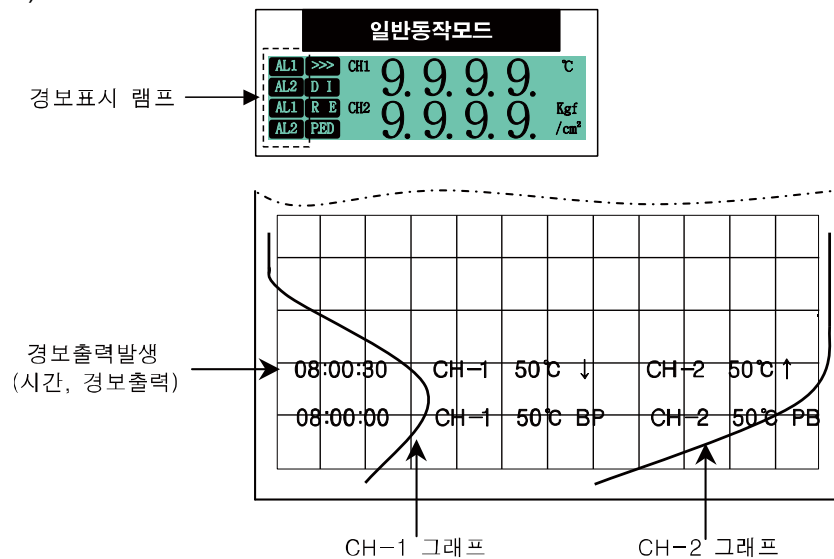 일반동작모드
AL1 >>> CH1 9.9.9.9. ℃
AL2 D I
AL1 R E CH2 9.9.9.9. Kgf
AL2 PED /cm²
경보표시 램프
경보출력발생
(시간, 경보출력)
08:00:30 CH-1 50℃ ↓ CH-2 50℃ ↑
08:00:00 CH-1 50℃ BP CH-2 50℃ PB
CH-1 그래프 CH-2 그래프